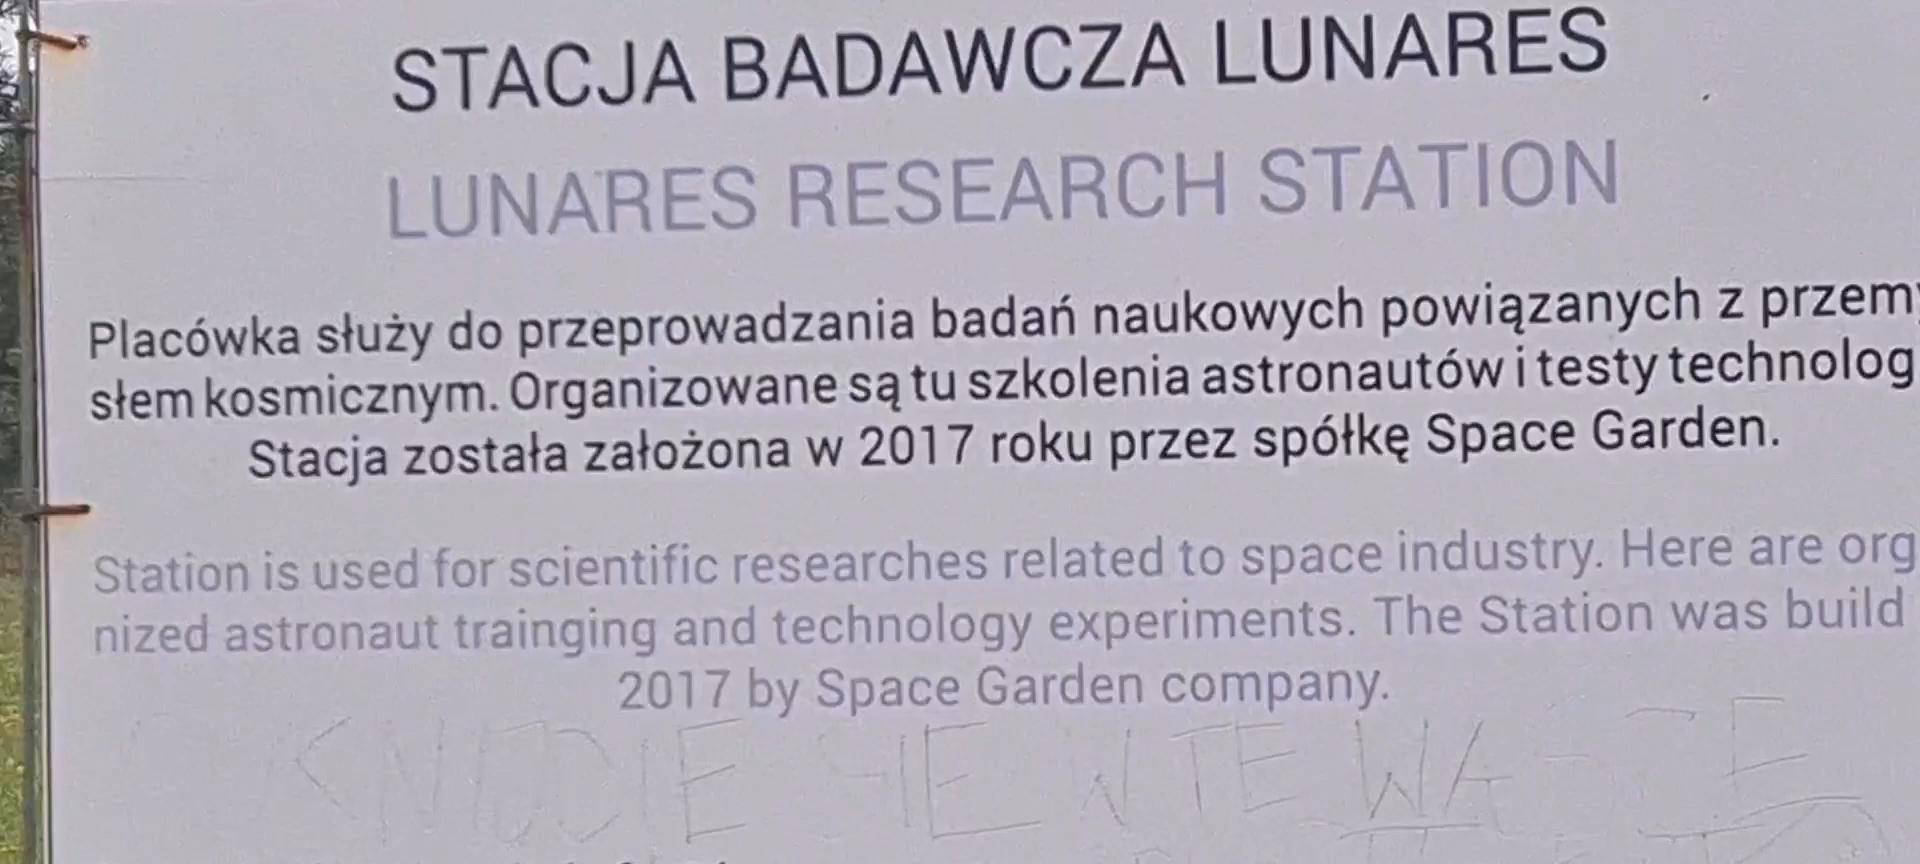 STACJA BADAWCZA LUNARES
LUNARES RESEARCH STATION
Placówka służy do przeprowadzania badań naukowych powiązanych z przemy
słem kosmicznym. Organizowane są tu szkolenia astronautów i testy technolog
Stacja została założona w 2017 roku przez spółkę Space Garden.
Station is used for scientific researches related to space industry. Here are org
nized astronaut trainging and technology experiments. The Station was build
2017 by Space Garden company.